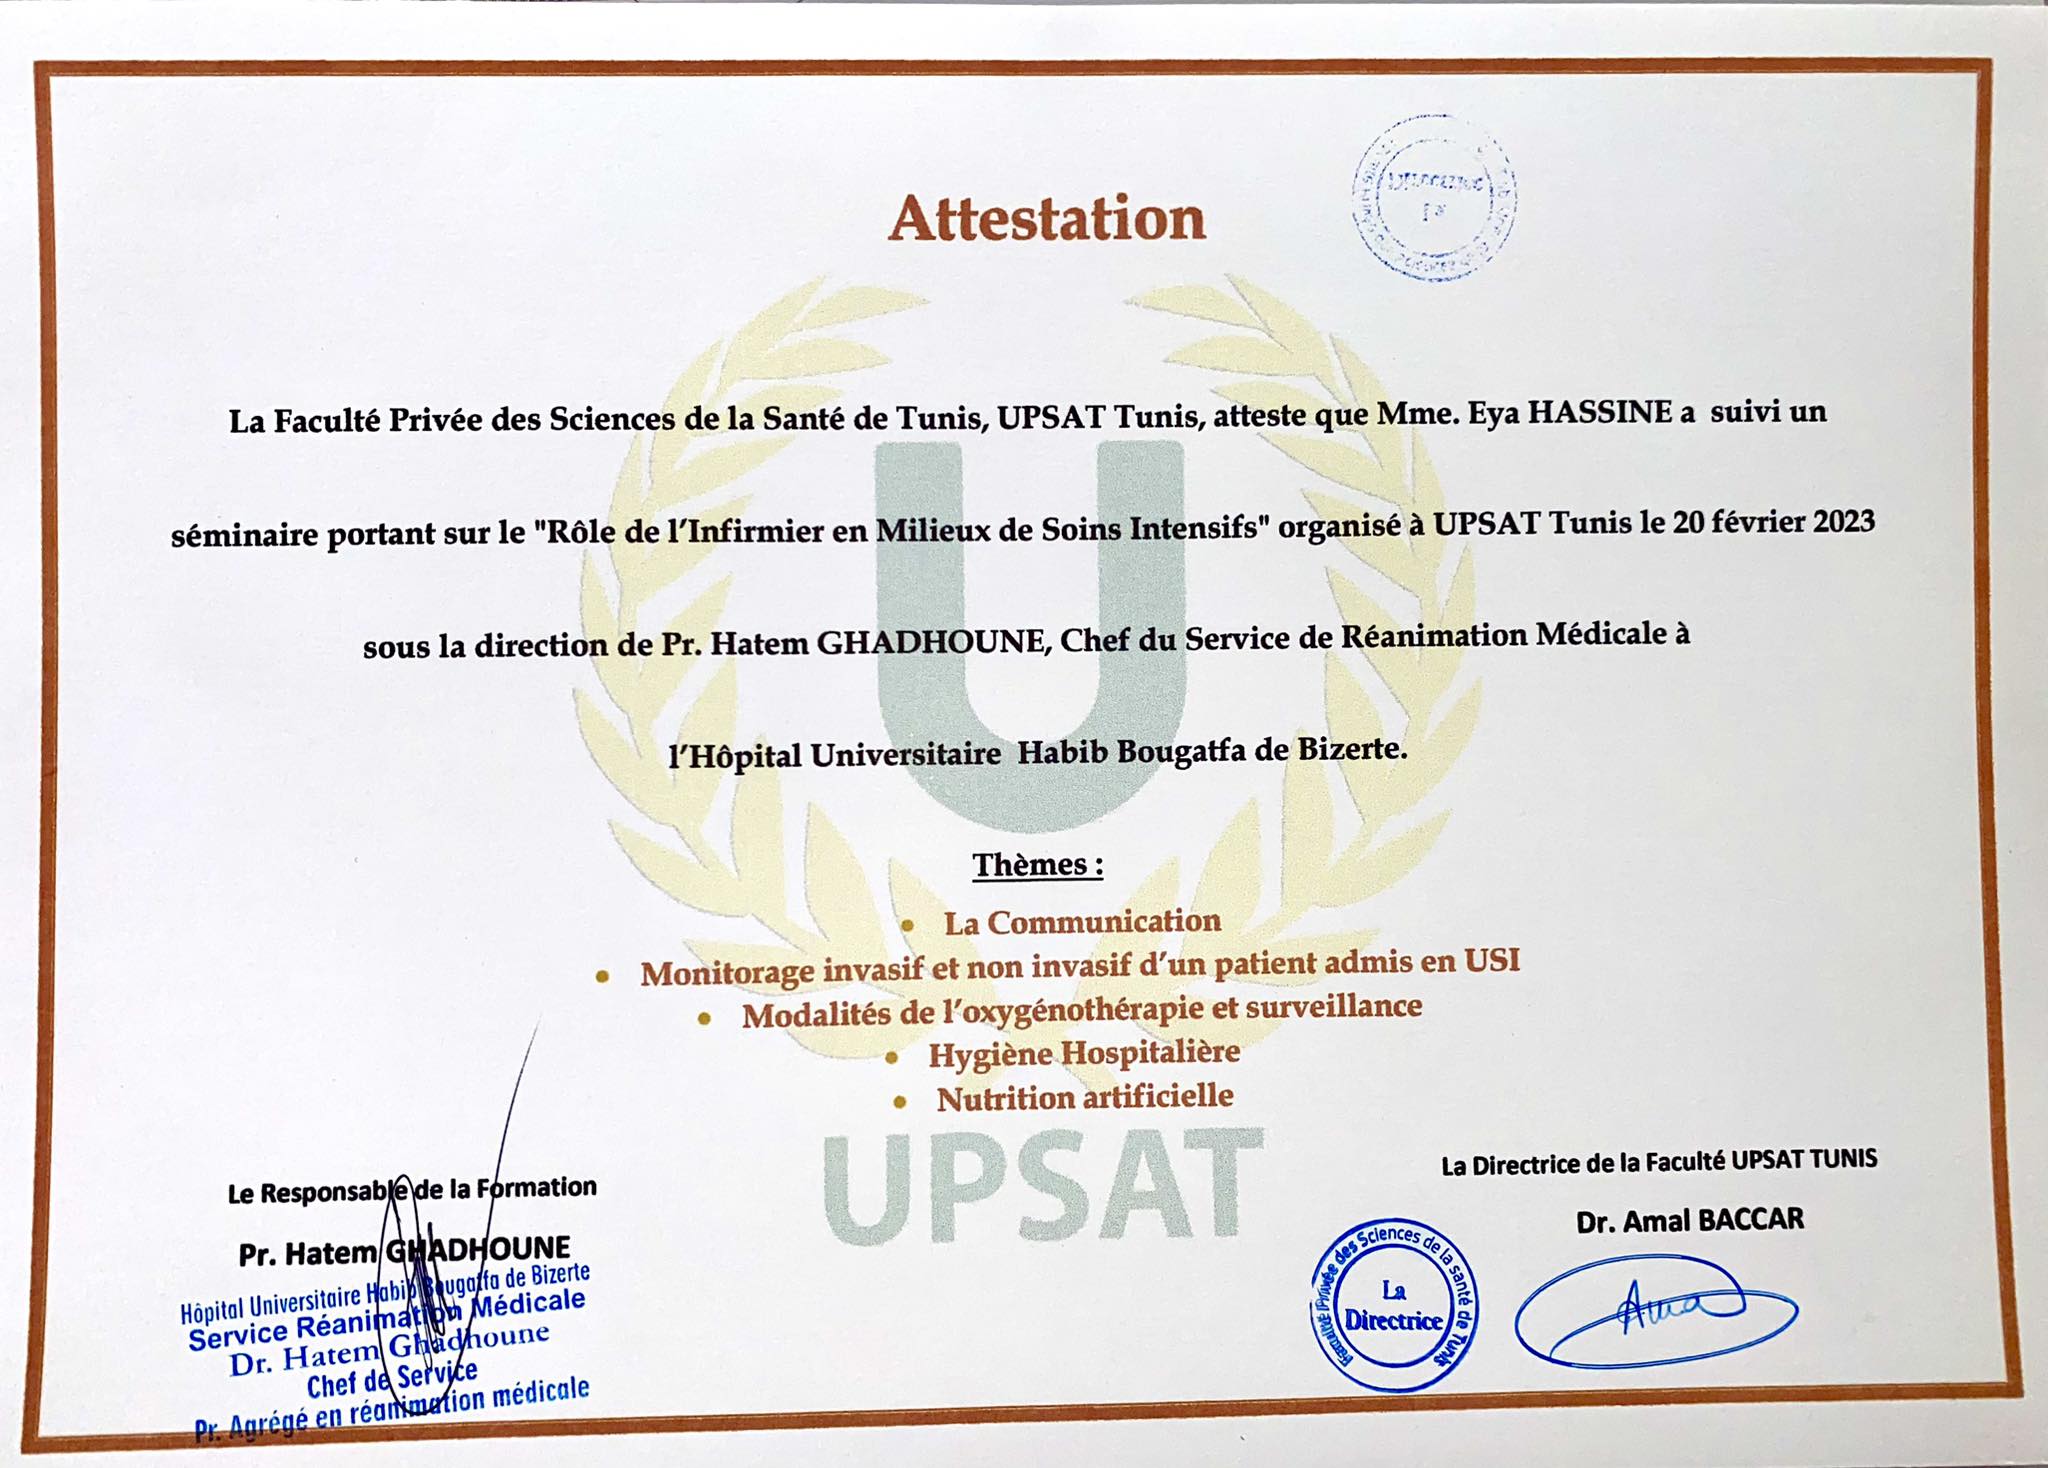 Attestation
La Faculté Privée des Sciences de la Santé de Tunis, UPSAT Tunis, atteste que Mme. Eya HASSINE a suivi un
séminaire portant sur le "Rôle de l'Infirmier en Milieux de Soins Intensifs" organisé à UPSAT Tunis le 20 février 2023
sous la direction de Pr. Hatem GHADHOUNE, Chef du Service de Réanimation Médicale à
l'Hôpital Universitaire Habib Bougatfa de Bizerte.
U
Thèmes :
• La Communication
• Monitorage invasif et non invasif d'un patient admis en USI
• Modalités de l'oxygénothérapie et surveillance
• Hygiène Hospitalière
• Nutrition artificielle
UPSAT
Le Responsable de la Formation
Pr. Hatem GHADHOUNE
Hôpital Universitaire Habib Bougatfa de Bizerte
Service Réanimation Médicale
Dr. Hatem Ghadhoune
Chef de Service
Pr. Agrégé en réanimation médicale
La Directrice de la Faculté UPSAT TUNIS
Dr. Amal BACCAR
Faculté Privée des Sciences de la santé de Tunis
La
Directrice